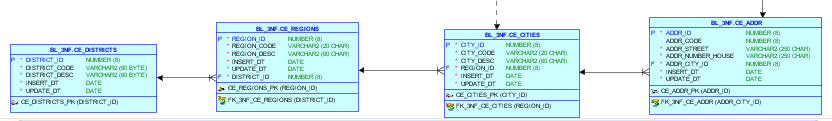 BL_3NF.CE_DISTRICTS
P * DISTRICT_ID NUMBER (8)
* DISTRICT_CODE VARCHAR2 (60 BYTE)
* DISTRICT_DESC VARCHAR2 (60 BYTE)
* INSERT_DT DATE
* UPDATE_DT DATE
CE_DISTRICTS_PK (DISTRICT_ID)
BL_3NF.CE_REGIONS
P * REGION_ID NUMBER (8)
* REGION_CODE VARCHAR2 (20 CHAR)
* REGION_DESC VARCHAR2 (60 CHAR)
* INSERT_DT DATE
* UPDATE_DT DATE
F * DISTRICT_ID NUMBER (8)
CE_REGIONS_PK (REGION_ID)
FK_3NF_CE_REGIONS (DISTRICT_ID)
BL_3NF.CE_CITIES
P * CITY_ID NUMBER (8)
* CITY_CODE VARCHAR2 (20 CHAR)
* CITY_DESC VARCHAR2 (60 CHAR)
F * REGION_ID NUMBER (8)
* INSERT_DT DATE
* UPDATE_DT DATE
CE_CITIES_PK (CITY_ID)
FK_3NF_CE_CITIES (REGION_ID)
BL_3NF.CE_ADDR
P * ADDR_ID NUMBER (8)
ADDR_CODE NUMBER (8)
* ADDR_STREET VARCHAR2 (250 CHAR)
* ADDR_NUMBER_HOUSE VARCHAR2 (250 CHAR)
F * ADDR_CITY_ID NUMBER (8)
* INSERT_DT DATE
* UPDATE_DT DATE
CE_ADDR_PK (ADDR_ID)
FK_3NF_CE_ADDR (ADDR_CITY_ID)